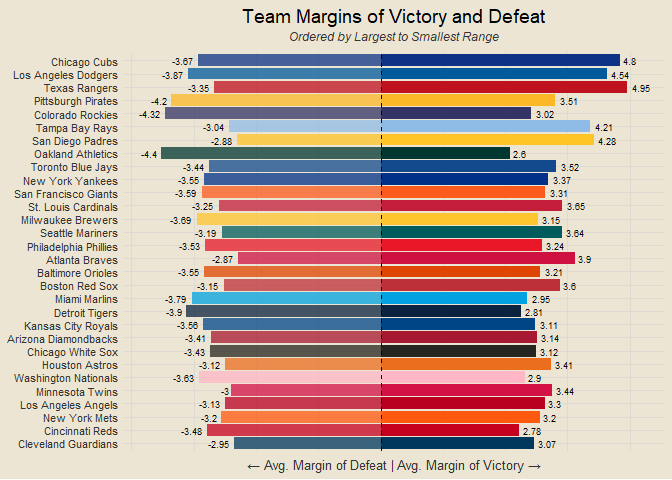 Team Margins of Victory and Defeat
Ordered by Largest to Smallest Range
Chicago Cubs -3.67 4.8
Los Angeles Dodgers -3.87 4.54
Texas Rangers -3.35 4.95
Pittsburgh Pirates -4.2 3.51
Colorado Rockies -4.32 3.02
Tampa Bay Rays -3.04 4.21
San Diego Padres -2.88 4.28
Oakland Athletics -4.4 2.6
Toronto Blue Jays -3.44 3.52
New York Yankees -3.55 3.37
San Francisco Giants -3.59 3.31
St. Louis Cardinals -3.25 3.65
Milwaukee Brewers -3.69 3.15
Seattle Mariners -3.19 3.64
Philadelphia Phillies -3.53 3.24
Atlanta Braves -2.87 3.9
Baltimore Orioles -3.55 3.21
Boston Red Sox -3.15 3.6
Miami Marlins -3.79 2.95
Detroit Tigers -3.9 2.81
Kansas City Royals -3.56 3.11
Arizona Diamondbacks -3.41 3.14
Chicago White Sox -3.43 3.12
Houston Astros -3.12 3.41
Washington Nationals -3.63 2.9
Minnesota Twins -3 3.44
Los Angeles Angels -3.13 3.3
New York Mets -3.2 3.2
Cincinnati Reds -3.48 2.78
Cleveland Guardians -2.95 3.07
← Avg. Margin of Defeat | Avg. Margin of Victory →